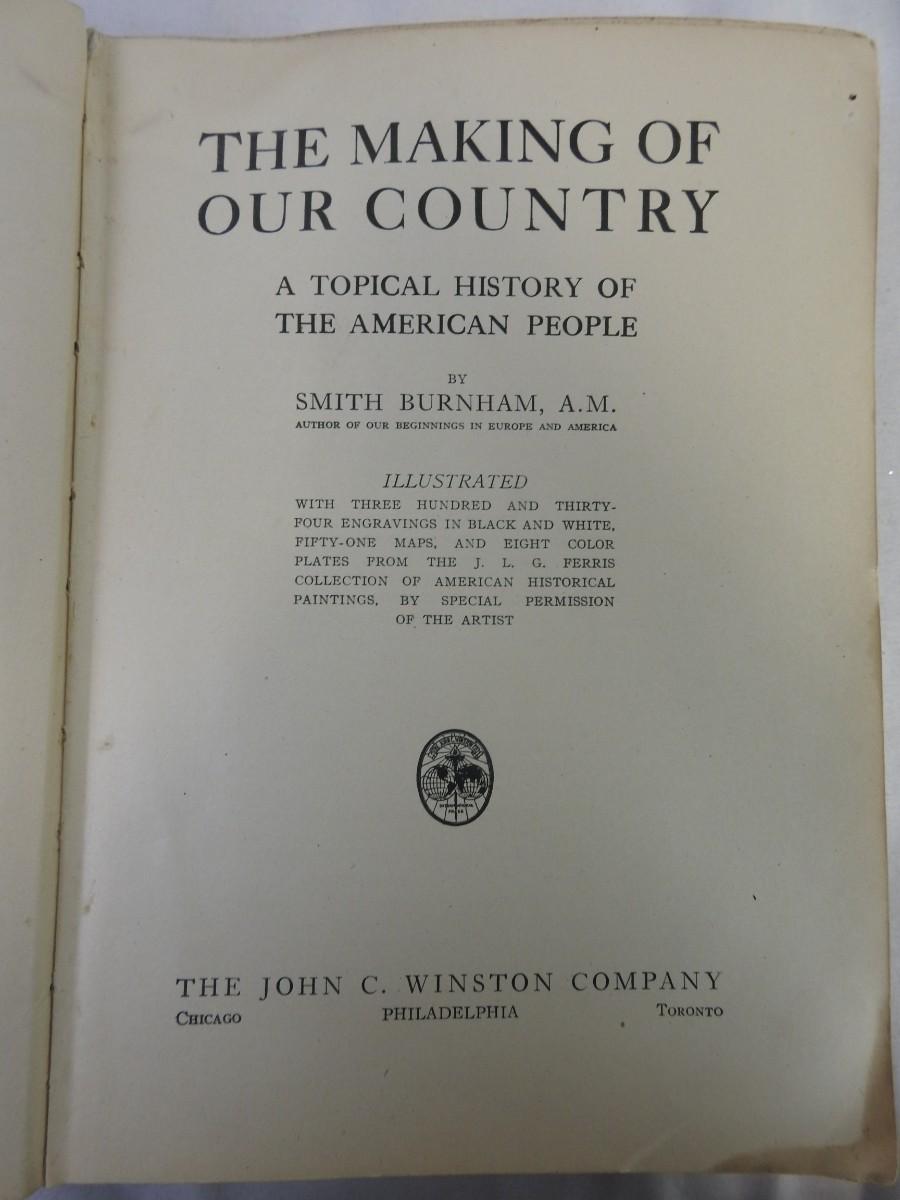 THE MAKING OF
OUR COUNTRY
A TOPICAL HISTORY OF
THE AMERICAN PEOPLE
BY
SMITH BURNHAM, A.M.
AUTHOR OF OUR BEGINNINGS IN EUROPE AND AMERICA
ILLUSTRATED
WITH THREE HUNDRED AND THIRTY-
FOUR ENGRAVINGS IN BLACK AND WHITE,
FIFTY-ONE MAPS, AND EIGHT COLOR
PLATES FROM THE J. L. G. FERRIS
COLLECTION OF AMERICAN HISTORICAL
PAINTINGS, BY SPECIAL PERMISSION
OF THE ARTIST
INTERNATIONAL
PRESS
THE JOHN C. WINSTON COMPANY
CHICAGO PHILADELPHIA TORONTO